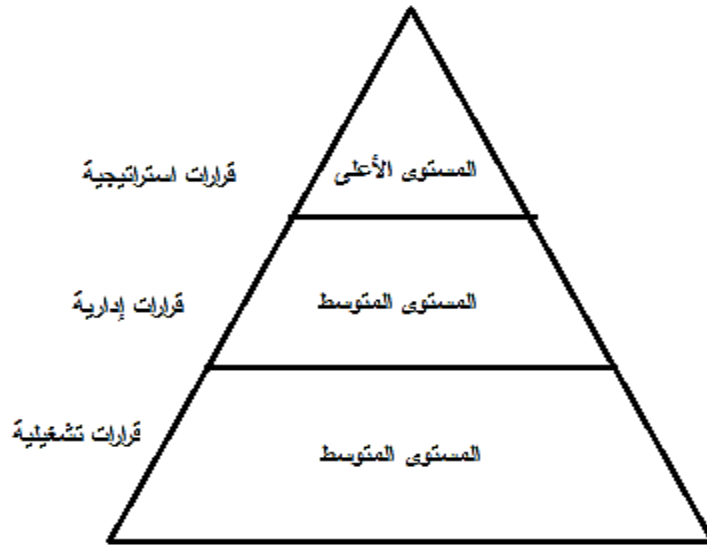 المستوى الأعلى
قرارات استراتيجية
المستوى المتوسط
قرارات إدارية
المستوى المتوسط
قرارات تشغيلية